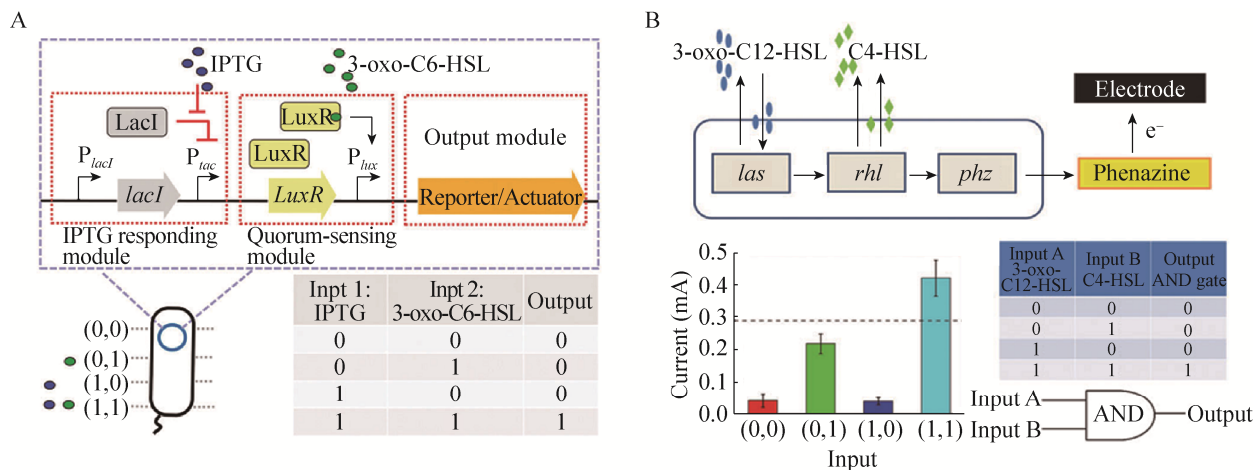 A
IPTG
3-oxo-C6-HSL
LacI
LuxR
LuxR
Output module
PlacI
Ptac
Plux
lacI
LuxR
Reporter/Actuator
IPTG responding
module
Quorum-sensing
module
(0,0)
(0,1)
(1,0)
(1,1)
Inpt 1:
IPTG
Inpt 2:
3-oxo-C6-HSL
Output
0 0 0
0 1 0
1 0 0
1 1 1
B
3-oxo-C12-HSL
C4-HSL
Electrode
e−
las
rhl
phz
Phenazine
Current (mA)
0.5
0.4
0.3
0.2
0.1
0.0
(0,0) (0,1) (1,0) (1,1)
Input
Input A
3-oxo-
C12-HSL
Input B
C4-HSL
Output
AND gate
0 0 0
0 1 0
1 0 0
1 1 1
Input A
Input B
AND
Output